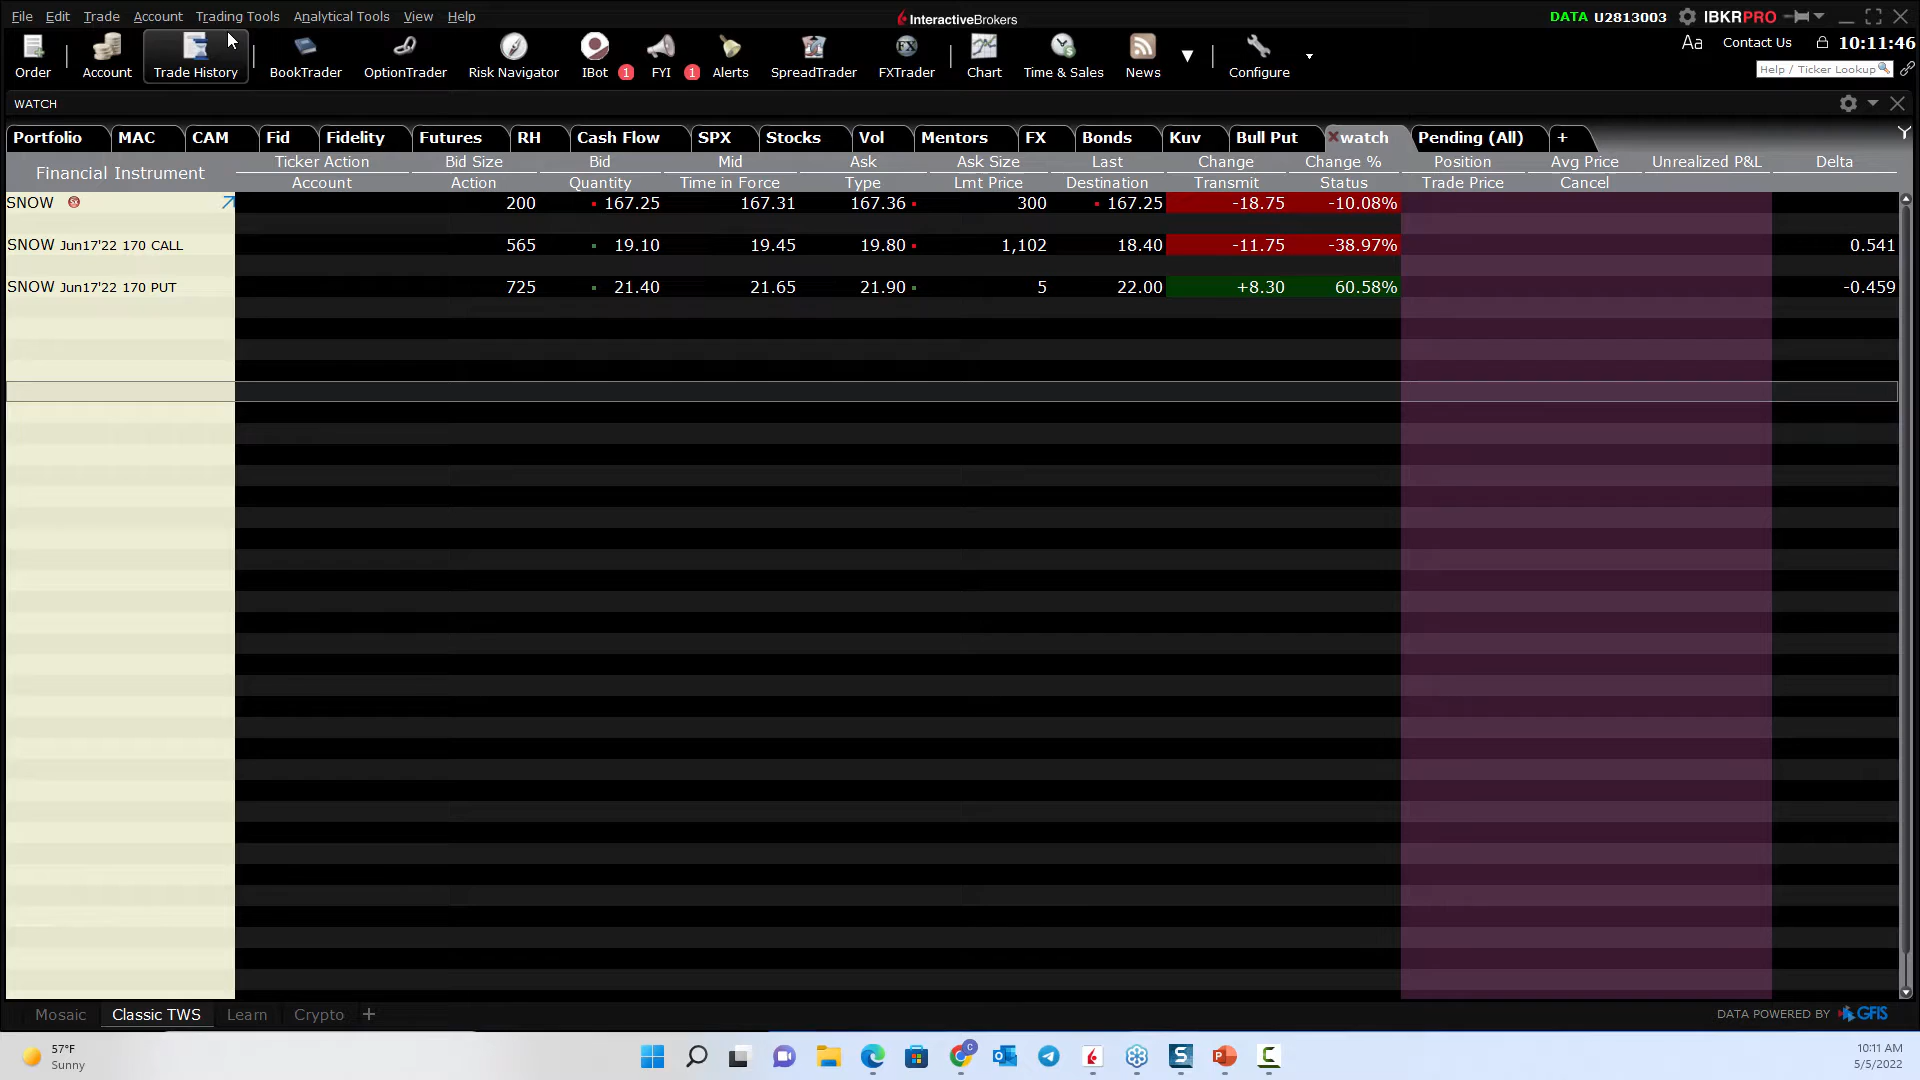 File Edit Trade Account Trading Tools Analytical Tools View Help InteractiveBrokers DATA U2813003 IBKRPRO
Aa Contact Us 10:11:46
Order Account Trade History BookTrader OptionTrader Risk Navigator IBot 1 FYI 1 Alerts SpreadTrader FXTrader Chart Time & Sales News Configure Help / Ticker Lookup
WATCH
Portfolio MAC CAM Fid Fidelity Futures RH Cash Flow SPX Stocks Vol Mentors FX Bonds Kuv Bull Put watch Pending (All) +
Financial Instrument
Ticker Action Bid Size Bid Mid Ask Ask Size Last Change Change % Position Avg Price Unrealized P&L Delta
Account Action Quantity Time in Force Type Lmt Price Destination Transmit Status Trade Price Cancel
SNOW 200 167.25 167.31 167.36 300 167.25 -18.75 -10.08%
SNOW Jun17'22 170 CALL 565 19.10 19.45 19.80 1,102 18.40 -11.75 -38.97% 0.541
SNOW Jun17'22 170 PUT 725 21.40 21.65 21.90 5 22.00 +8.30 60.58% -0.459
Mosaic Classic TWS Learn Crypto + DATA POWERED BY GFIS
57°F
Sunny
10:11 AM
5/5/2022